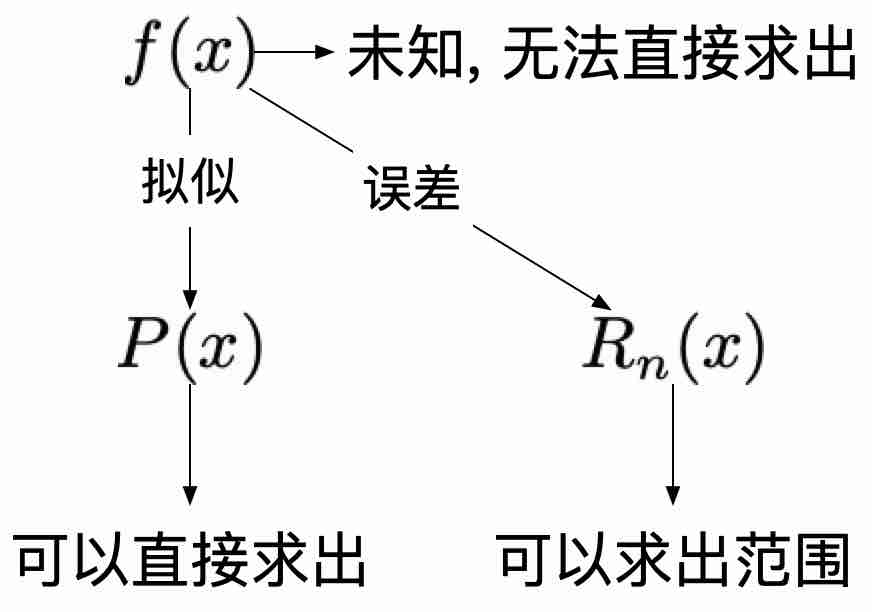 f(x) 未知, 无法直接求出
拟似 误差
P(x) Rₙ(x)
可以直接求出 可以求出范围